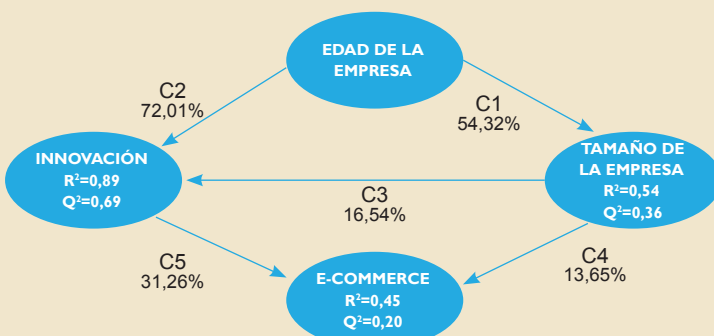 EDAD DE LA
EMPRESA
C2
72,01%
C1
54,32%
INNOVACIÓN
R²=0,89
Q²=0,69
TAMAÑO DE
LA EMPRESA
R²=0,54
Q²=0,36
C3
16,54%
C5
31,26%
C4
13,65%
E-COMMERCE
R²=0,45
Q²=0,20